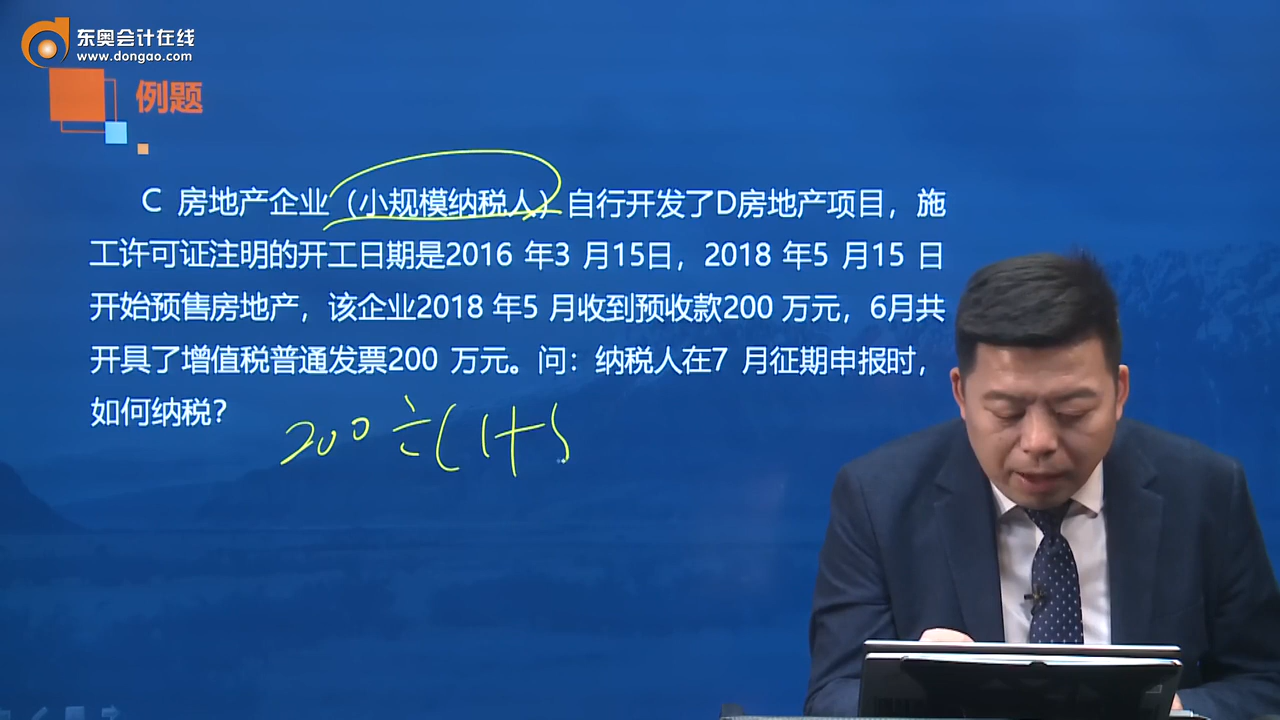 东奥会计在线
www.dongao.com
例题
C 房地产企业（小规模纳税人）自行开发了D房地产项目，施
工许可证注明的开工日期是2016 年3 月15日，2018 年5 月15 日
开始预售房地产，该企业2018 年5 月收到预收款200 万元，6月共
开具了增值税普通发票200 万元。问：纳税人在7 月征期申报时，
如何纳税？
200÷(1+5